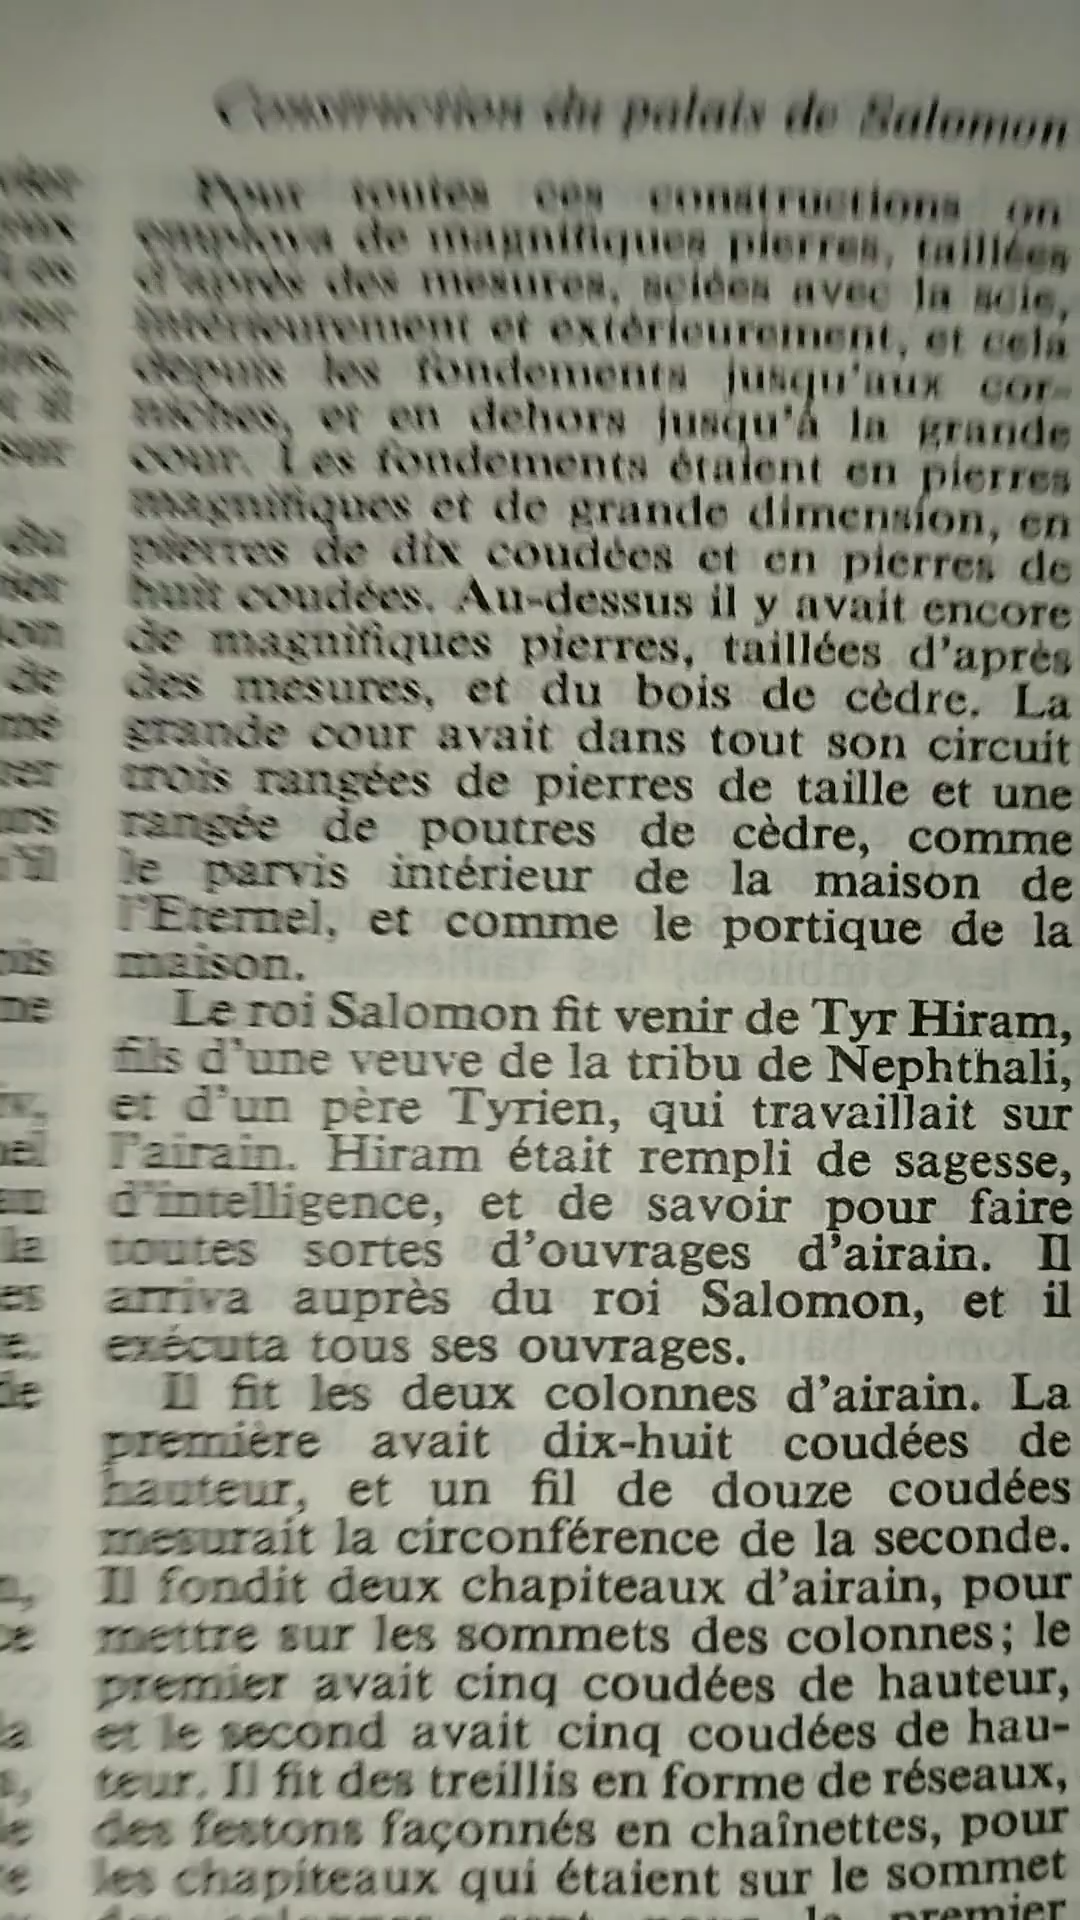 Construction du palais de Salomon
Pour toutes ces constructions on
employa de magnifiques pierres, taillées
d'après des mesures, sciées avec la scie,
intérieurement et extérieurement, et cela
depuis les fondements jusqu'aux cor-
niches, et en dehors jusqu'à la grande
cour. Les fondements étaient en pierres
magnifiques et de grande dimension, en
pierres de dix coudées et en pierres de
huit coudées. Au-dessus il y avait encore
de magnifiques pierres, taillées d'après
des mesures, et du bois de cèdre. La
grande cour avait dans tout son circuit
trois rangées de pierres de taille et une
rangée de poutres de cèdre, comme
le parvis intérieur de la maison de
l'Eternel, et comme le portique de la
maison.
Le roi Salomon fit venir de Tyr Hiram,
fils d'une veuve de la tribu de Nephthali,
et d'un père Tyrien, qui travaillait sur
l'airain. Hiram était rempli de sagesse,
d'intelligence, et de savoir pour faire
toutes sortes d'ouvrages d'airain. Il
arriva auprès du roi Salomon, et il
exécuta tous ses ouvrages.
Il fit les deux colonnes d'airain. La
première avait dix-huit coudées de
hauteur, et un fil de douze coudées
mesurait la circonférence de la seconde.
Il fondit deux chapiteaux d'airain, pour
mettre sur les sommets des colonnes; le
premier avait cinq coudées de hauteur,
et le second avait cinq coudées de hau-
teur. Il fit des treillis en forme de réseaux,
des festons façonnés en chaînettes, pour
les chapiteaux qui étaient sur le sommet
premier